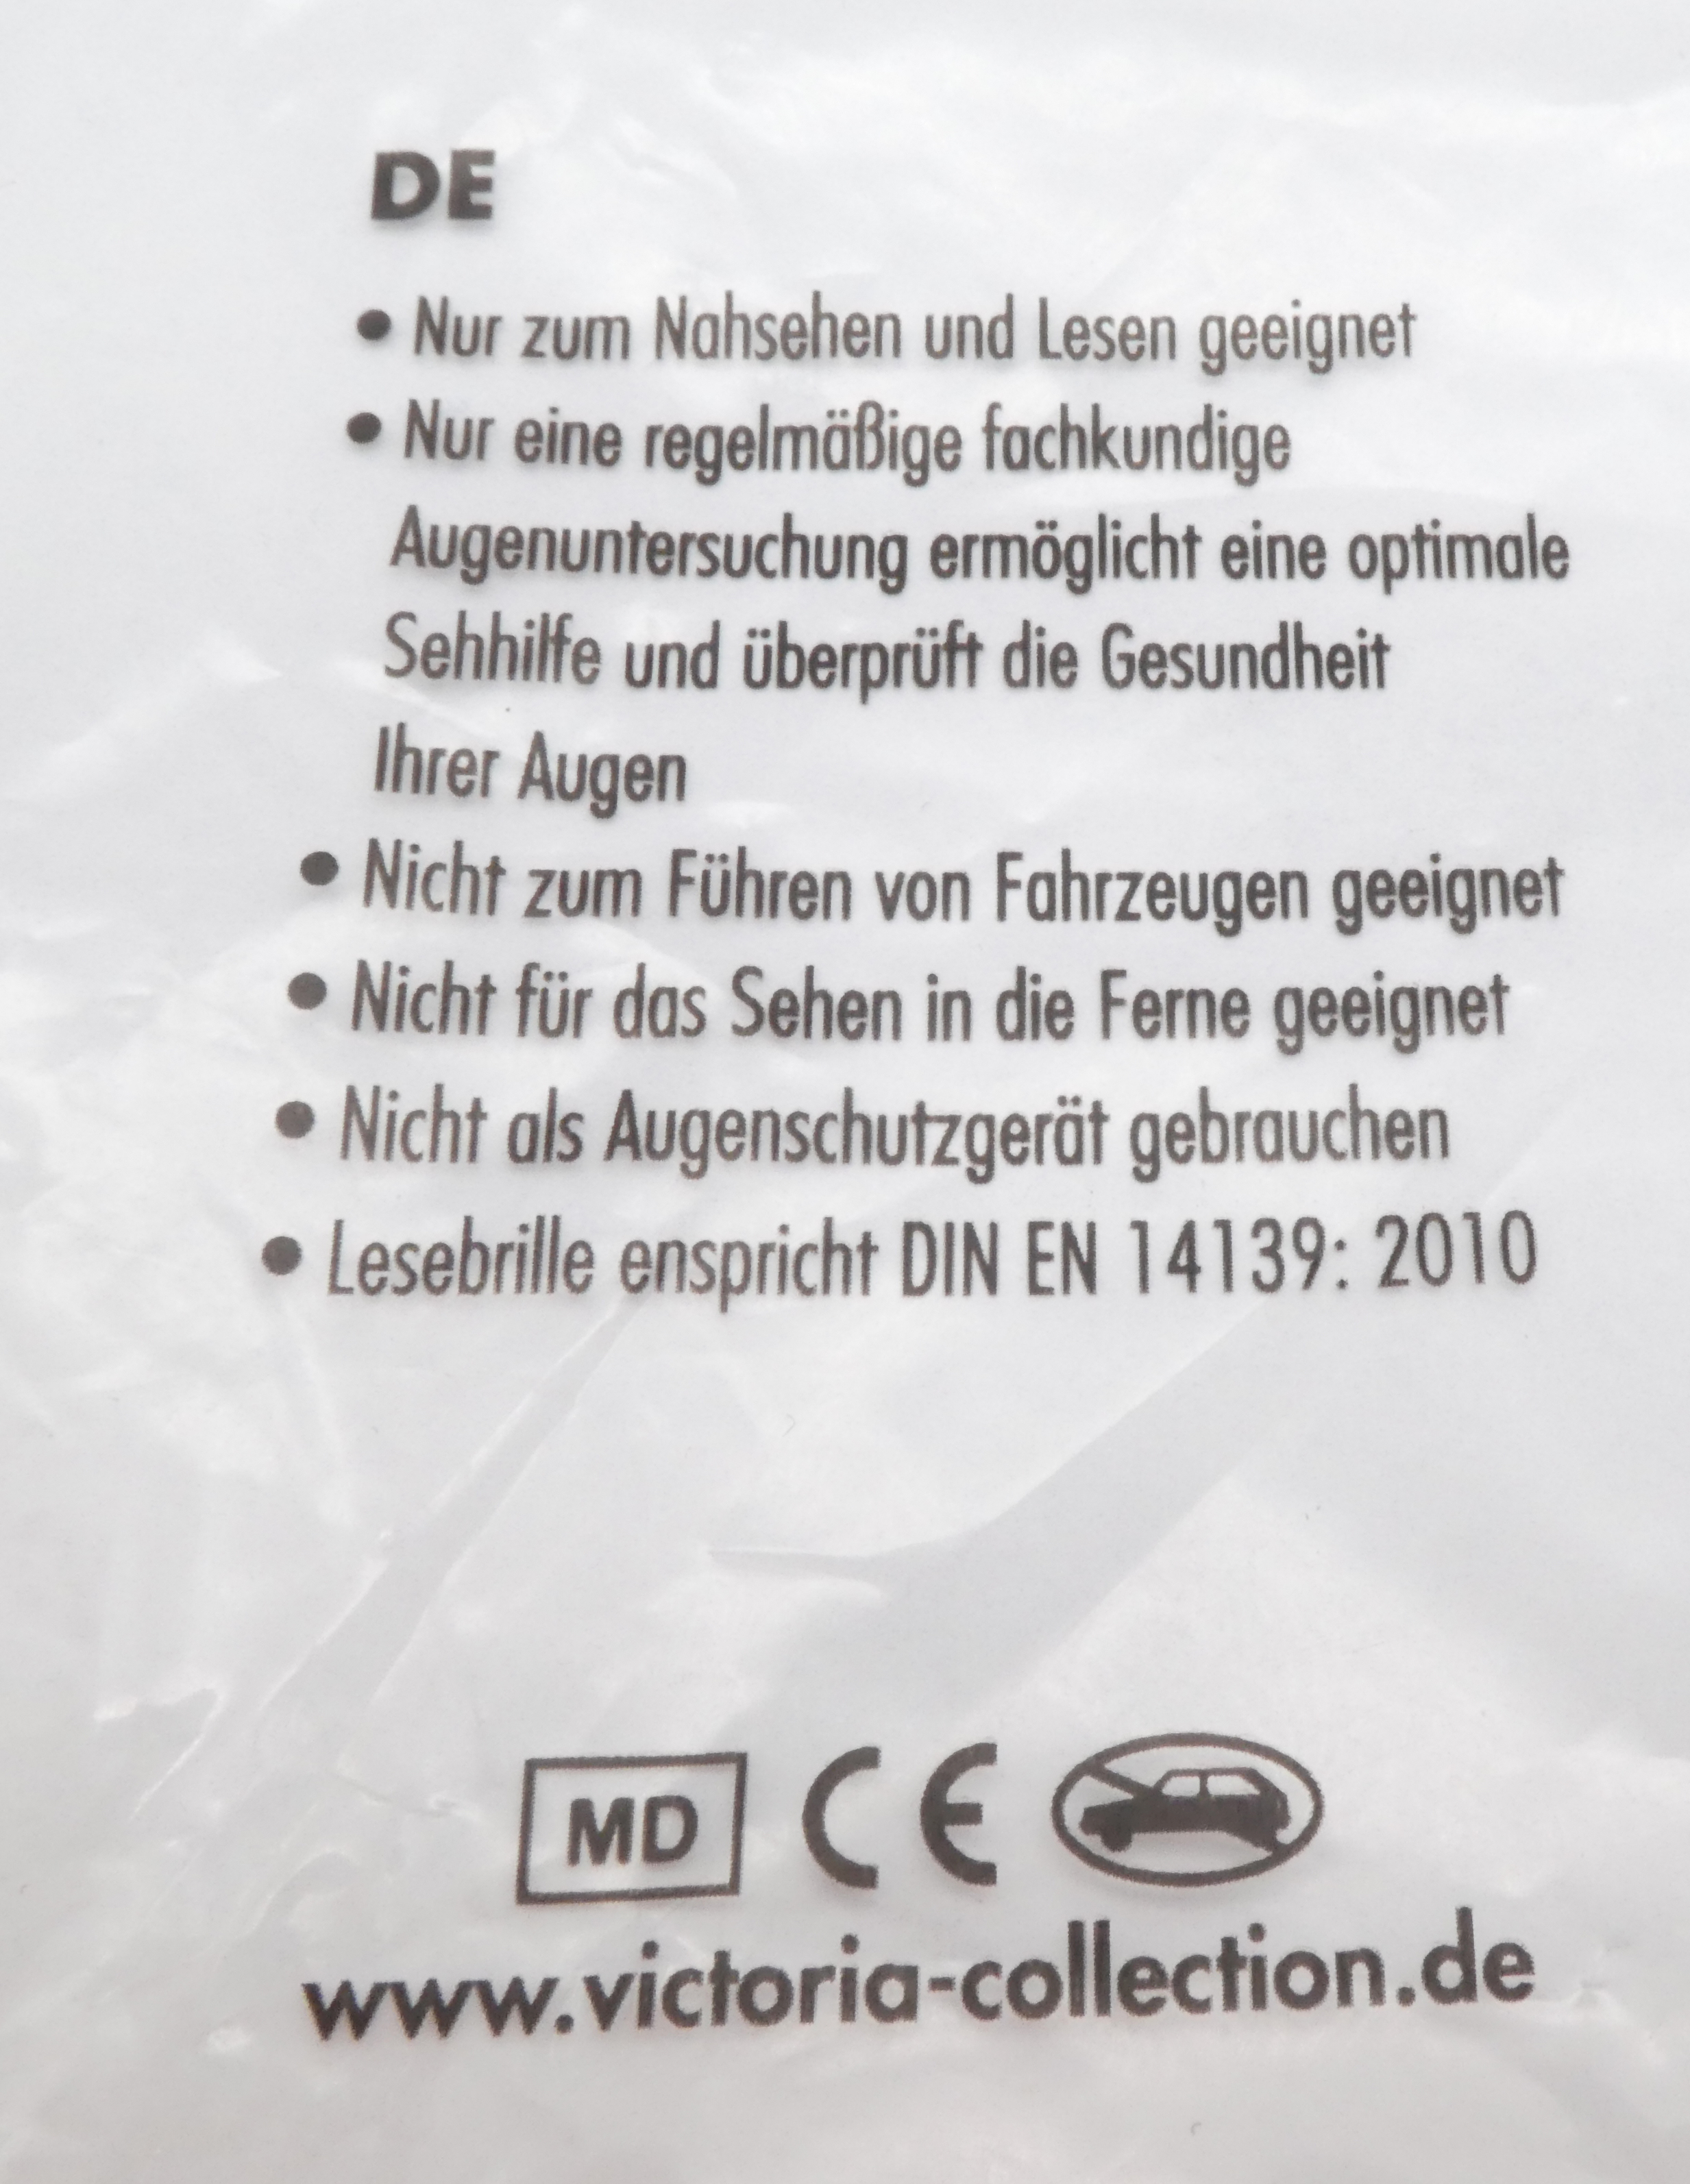 DE
• Nur zum Nahsehen und Lesen geeignet
• Nur eine regelmäßige fachkundige
Augenuntersuchung ermöglicht eine optimale
Sehhilfe und überprüft die Gesundheit
Ihrer Augen
• Nicht zum Führen von Fahrzeugen geeignet
• Nicht für das Sehen in die Ferne geeignet
• Nicht als Augenschutzgerät gebrauchen
• Lesebrille enspricht DIN EN 14139: 2010
MD CE
www.victoria-collection.de